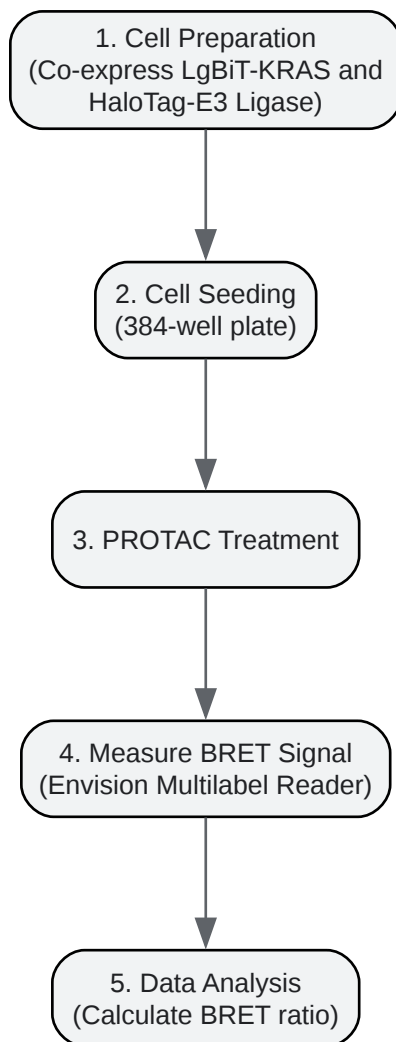 1. Cell Preparation
(Co-express LgBiT-KRAS and
HaloTag-E3 Ligase)
2. Cell Seeding
(384-well plate)
3. PROTAC Treatment
4. Measure BRET Signal
(Envision Multilabel Reader)
5. Data Analysis
(Calculate BRET ratio)